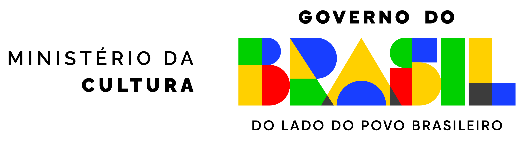 MINISTÉRIO DA
CULTURA
GOVERNO DO
BRASIL
DO LADO DO POVO BRASILEIRO